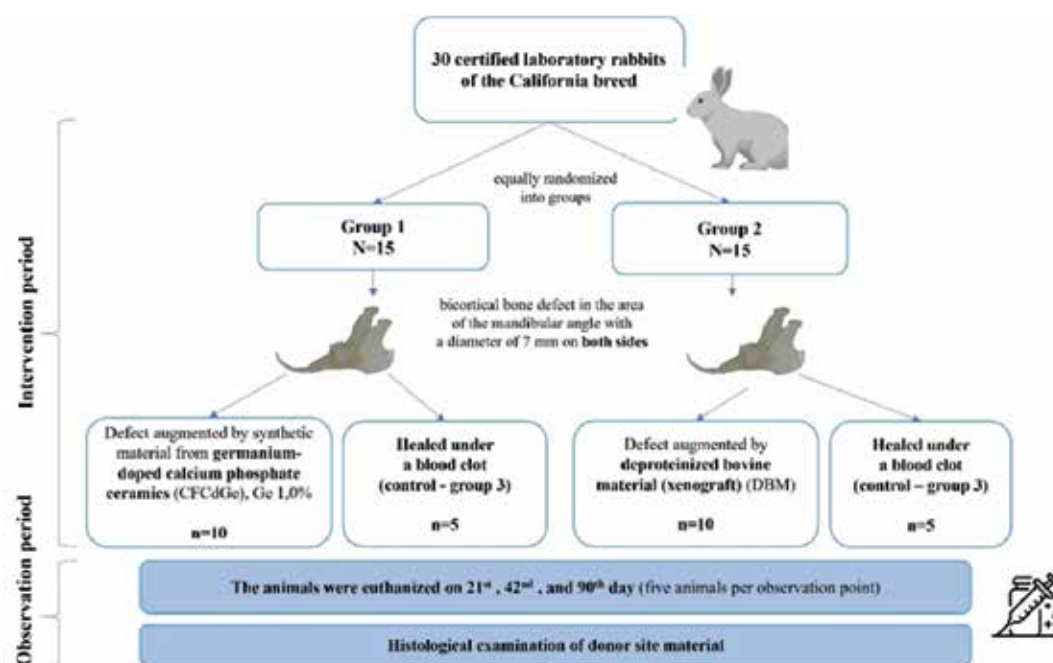 30 certified laboratory rabbits
of the California breed
equally randomized
into groups
Group 1
N=15
Group 2
N=15
Intervention period
bicortical bone defect in the area
of the mandibular angle with
a diameter of 7 mm on both sides
Defect augmented by synthetic
material from germanium-
doped calcium phosphate
ceramics (CFCdGe), Ge 1,0%
n=10
Healed under
a blood clot
(control - group 3)
n=5
Defect augmented by
deproteinized bovine
material (xenograft) (DBM)
n=10
Healed under
a blood clot
(control – group 3)
n=5
Observation period
The animals were euthanized on 21st , 42nd , and 90th day (five animals per observation point)
Histological examination of donor site material